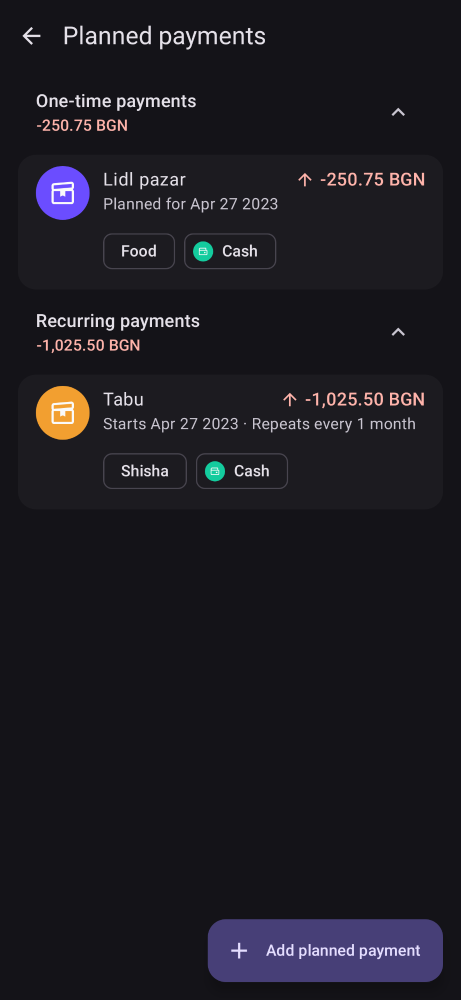 Planned payments
One-time payments
-250.75 BGN
Lidl pazar
-250.75 BGN
Planned for Apr 27 2023
Food
Cash
Recurring payments
-1,025.50 BGN
Tabu
-1,025.50 BGN
Starts Apr 27 2023 · Repeats every 1 month
Shisha
Cash
Add planned payment